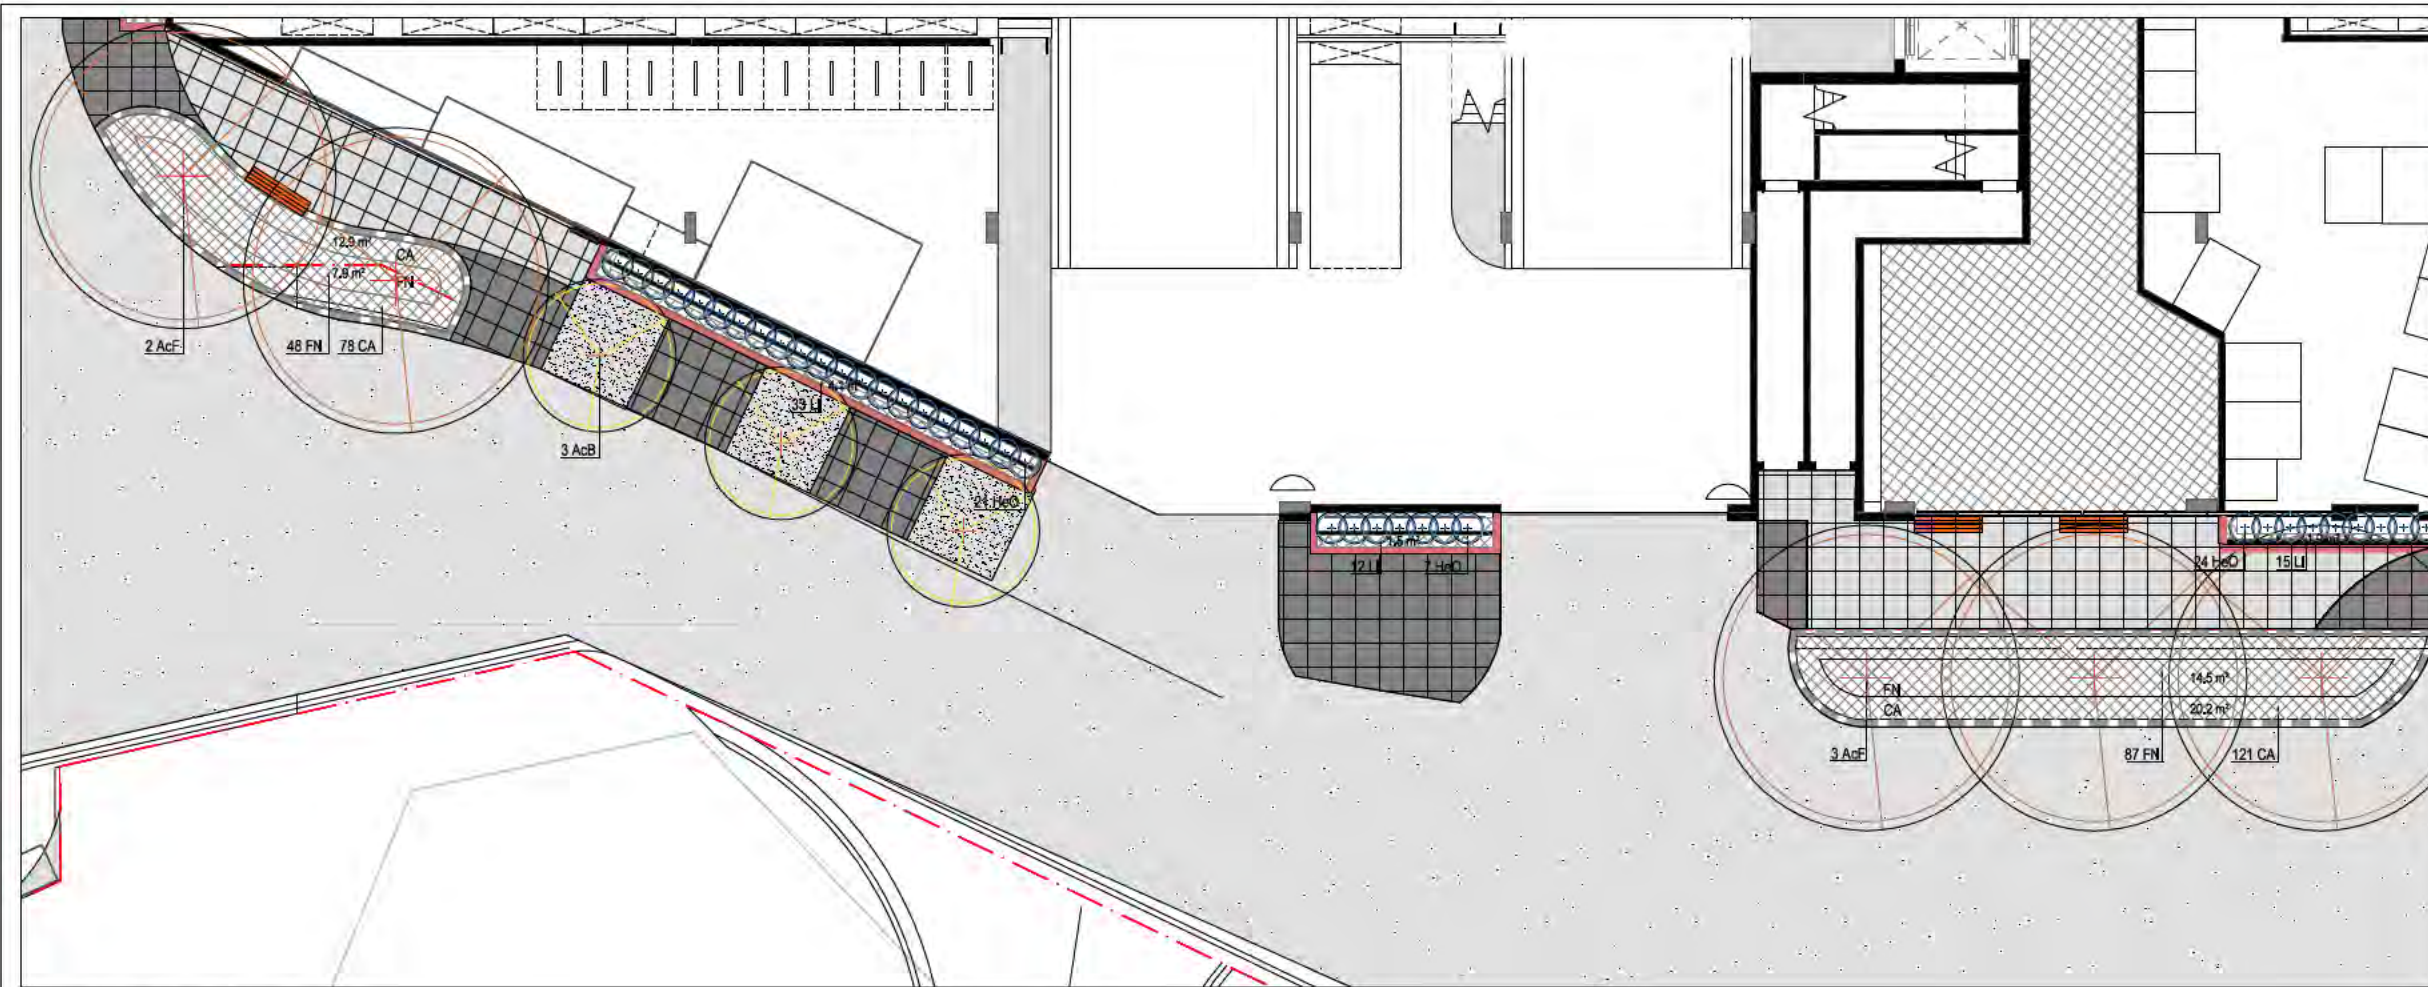 12.9 m²
CA
7.9 m²
FN
2 AcF
48 FN
78 CA
33 LI
3 AcB
21 HeO
1.5 m²
12 LI
7 HeO
24 HeO
15 LI
14.5 m²
FN
CA
20.2 m²
3 AcF
87 FN
121 CA